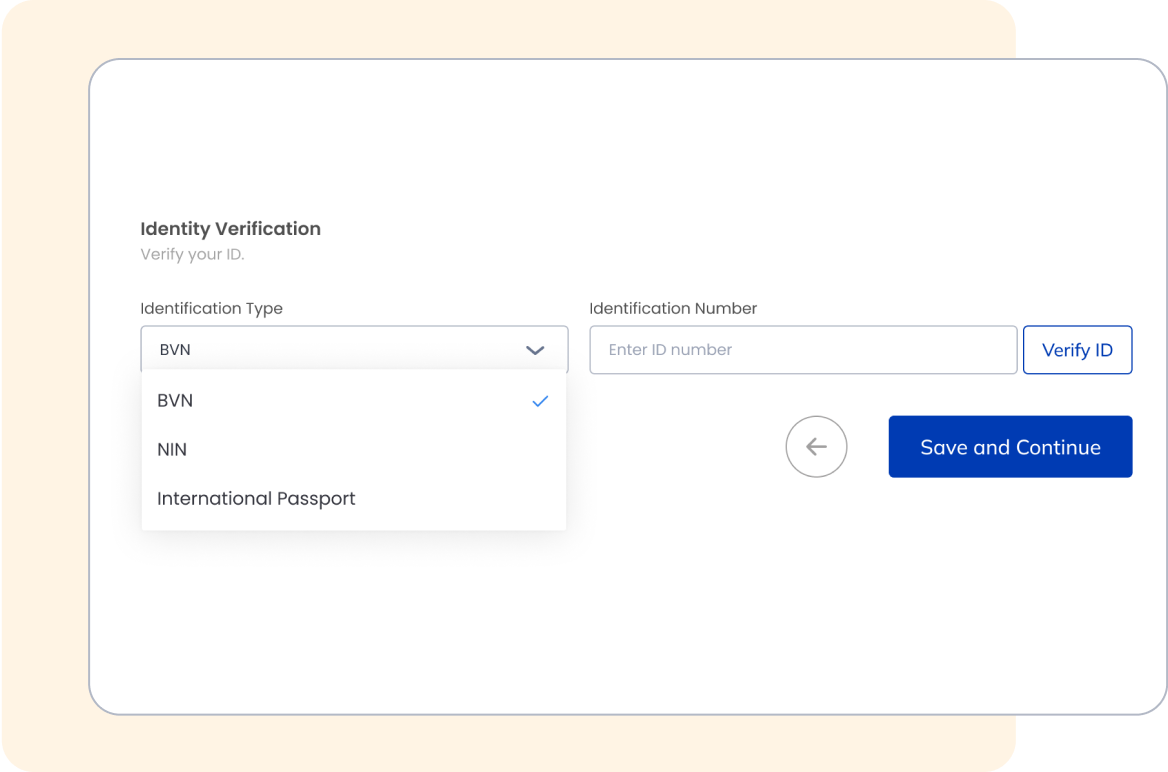 Identity Verification
Verify your ID.
Identification Type
Identification Number
BVN
Enter ID number
Verify ID
BVN
NIN
International Passport
Save and Continue